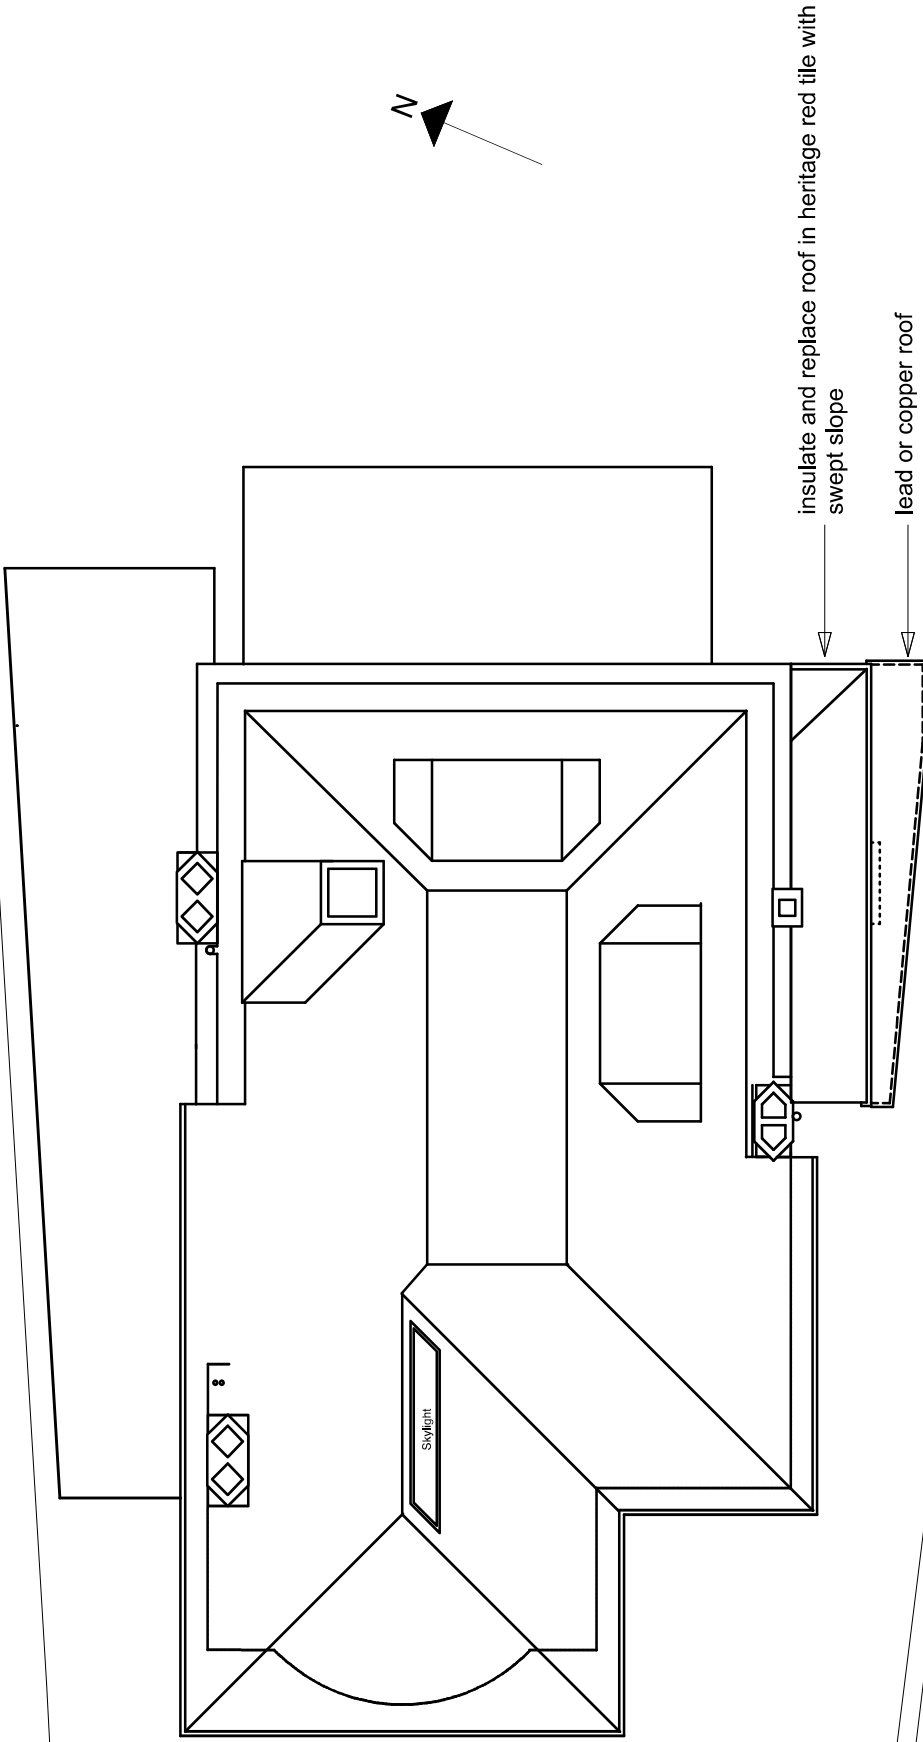 N
insulate and replace roof in heritage red tile with
swept slope
lead or copper roof
Skylight